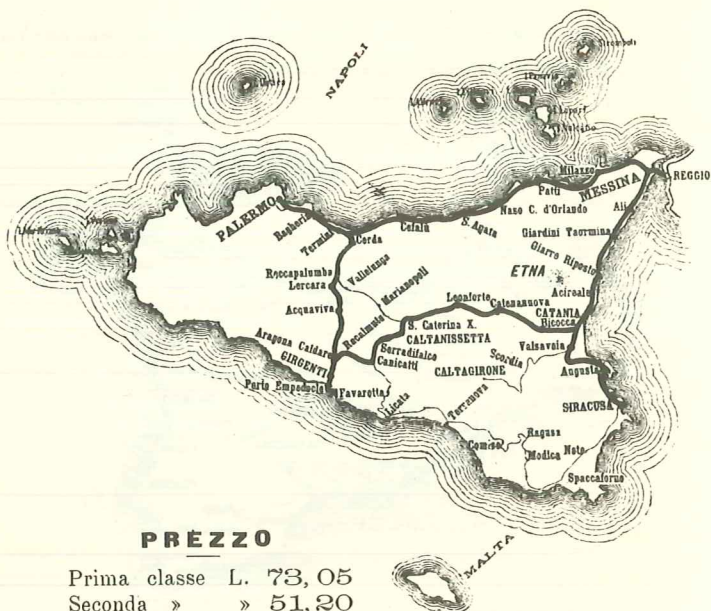 NAPOLI
Stromboli
REGGIO
Milazzo
Patti
MESSINA
Naso C. d'Orlando
Alì
S. Agata
Giardini Taormina
Cefalù
PALERMO
Bagheria
Termini
Cerda
Giarre Riposto
ETNA
Roccapalumba
Lercara
Vallelunga
Marianopoli
Acireale
Leonforte
Catenanuova
CATANIA
Bicocca
Acquaviva
S. Caterina X.
CALTANISSETTA
Recalmuto
Valsavoia
Aragona Caldare
Serradifalco
Canicatti
Scordia
GIRGENTI
CALTAGIRONE
Augusta
Porto Empedocle
Favarotta
Licata
Terranova
SIRACUSA
Comiso
Ragusa
Modica
Noto
Spaccaforno
MALTA
PREZZO
Prima classe L. 73,05
Seconda » » 51,20